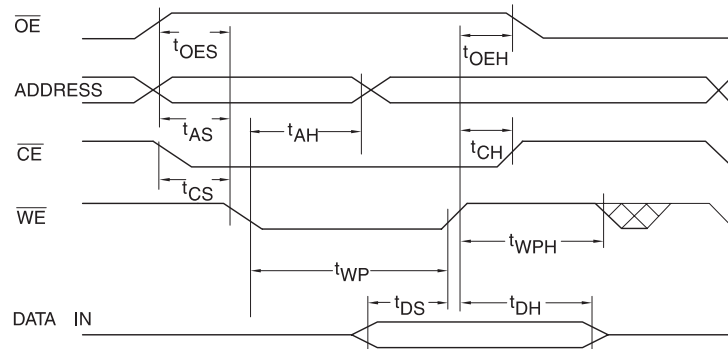 OE
tOES
tOEH
ADDRESS
tAS
tAH
CE
tCH
tCS
WE
tWPH
tWP
tDS
tDH
DATA IN